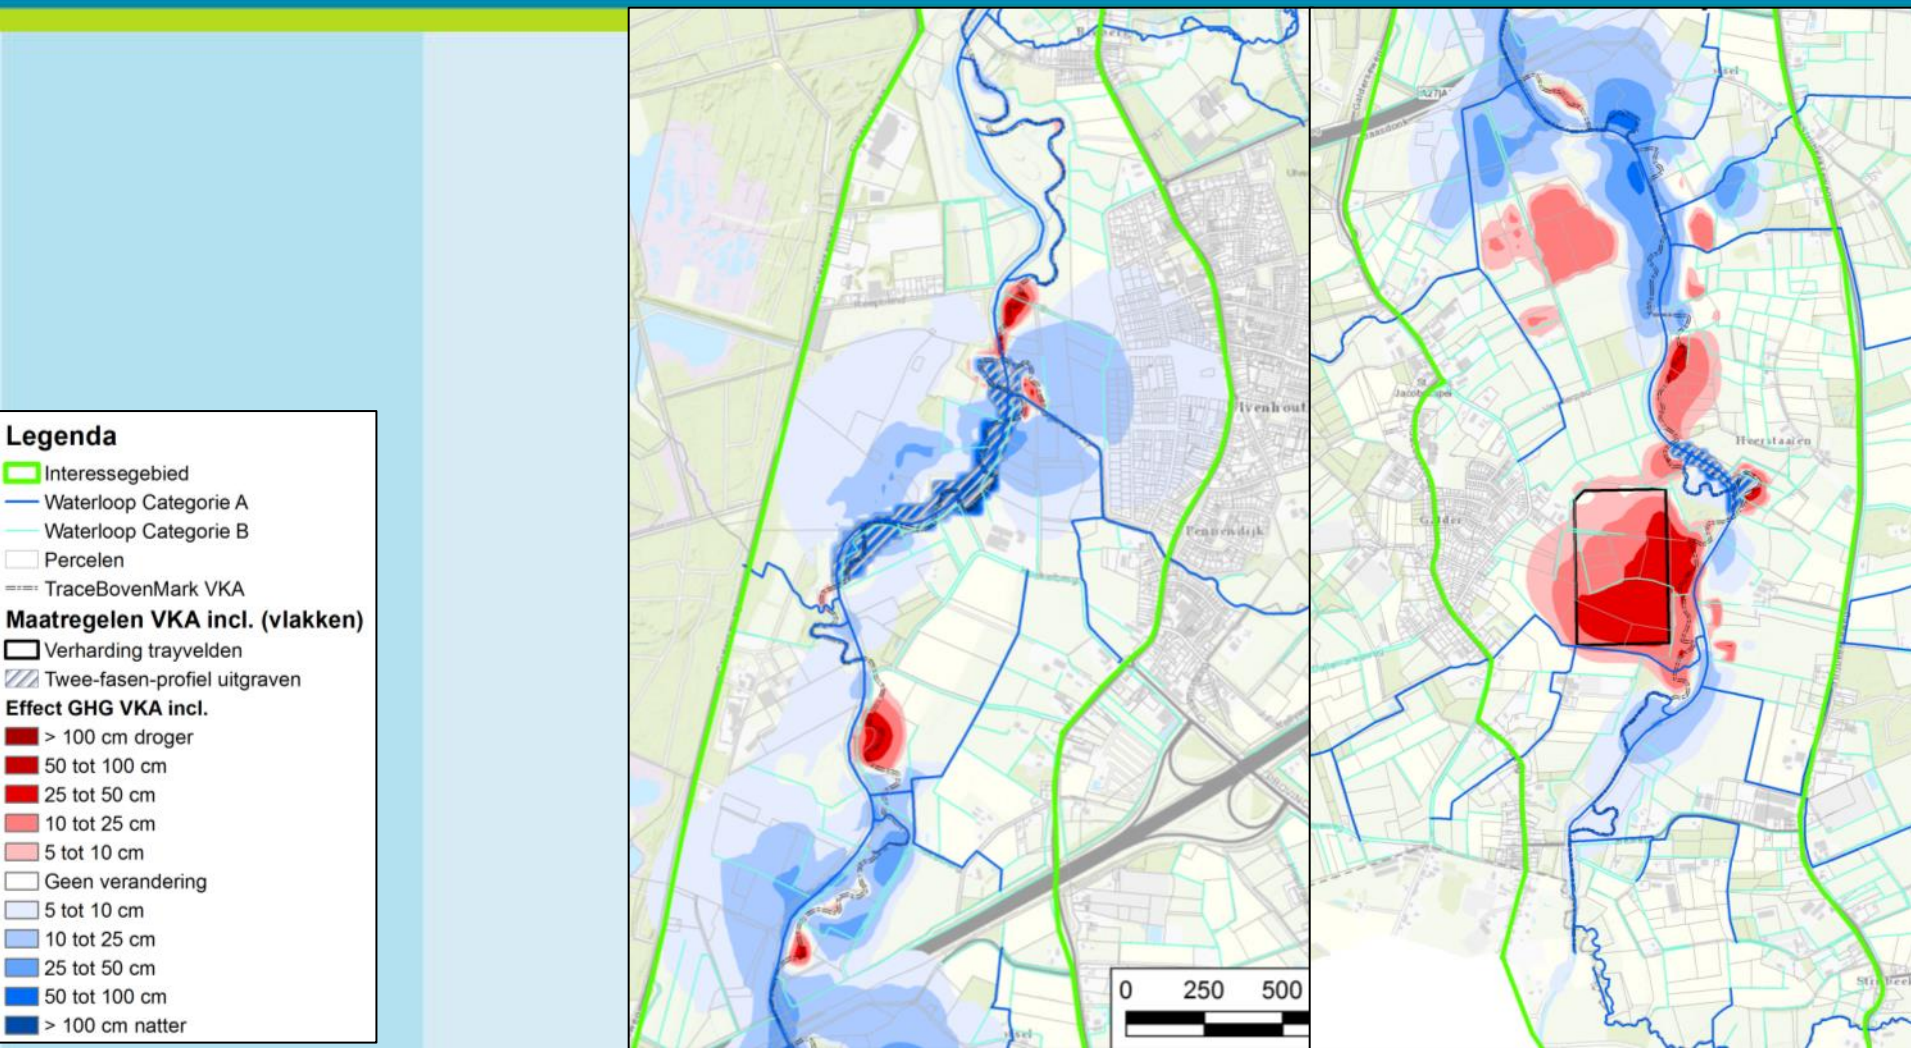 Legenda
Interessegebied
Waterloop Categorie A
Waterloop Categorie B
Percelen
TraceBovenMark VKA
Maatregelen VKA incl. (vlakken)
Verharding trayvelden
Twee-fasen-profiel uitgraven
Effect GHG VKA incl.
> 100 cm droger
50 tot 100 cm
25 tot 50 cm
10 tot 25 cm
5 tot 10 cm
Geen verandering
5 tot 10 cm
10 tot 25 cm
25 tot 50 cm
50 tot 100 cm
> 100 cm natter
lvenhout
0 250 500
Galder
Heerstaaien